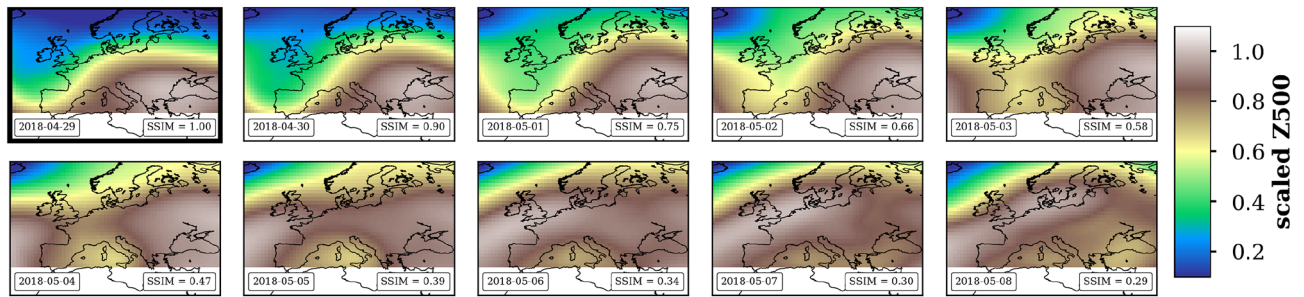 2018-04-29 SSIM = 1.00
2018-04-30 SSIM = 0.90
2018-05-01 SSIM = 0.75
2018-05-02 SSIM = 0.66
2018-05-03 SSIM = 0.58
2018-05-04 SSIM = 0.47
2018-05-05 SSIM = 0.39
2018-05-06 SSIM = 0.34
2018-05-07 SSIM = 0.30
2018-05-08 SSIM = 0.29
1.0
0.8
0.6
0.4
0.2
scaled Z500